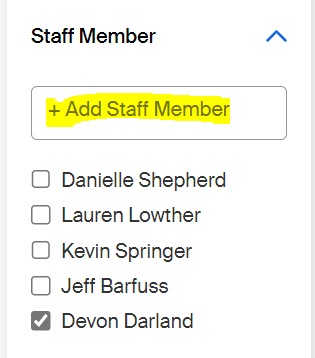 Staff Member
+ Add Staff Member
Danielle Shepherd
Lauren Lowther
Kevin Springer
Jeff Barfuss
Devon Darland